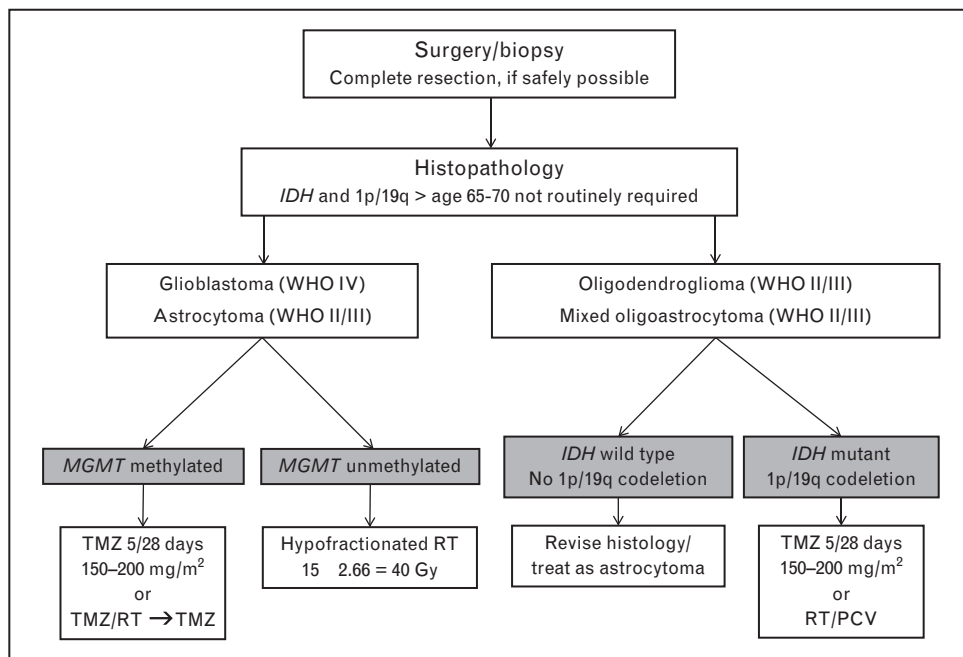 Surgery/biopsy
Complete resection, if safely possible
Histopathology
IDH and 1p/19q > age 65-70 not routinely required
Glioblastoma (WHO IV)
Astrocytoma (WHO II/III)
Oligodendroglioma (WHO II/III)
Mixed oligoastrocytoma (WHO II/III)
MGMT methylated
MGMT unmethylated
IDH wild type
No 1p/19q codeletion
IDH mutant
1p/19q codeletion
TMZ 5/28 days
150–200 mg/m²
or
TMZ/RT → TMZ
Hypofractionated RT
15 2.66 = 40 Gy
Revise histology/
treat as astrocytoma
TMZ 5/28 days
150–200 mg/m²
or
RT/PCV